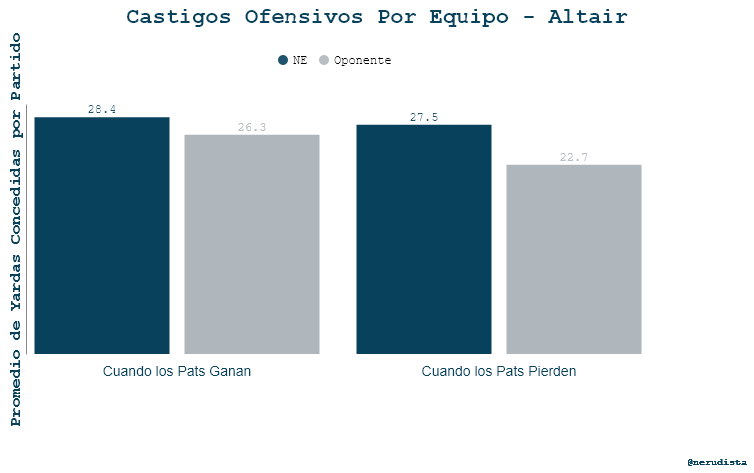 Castigos Ofensivos Por Equipo - Altair
NE Oponente
Promedio de Yardas Concedidas por Partido
28.4
26.3
27.5
22.7
Cuando los Pats Ganan
Cuando los Pats Pierden
@nerudista